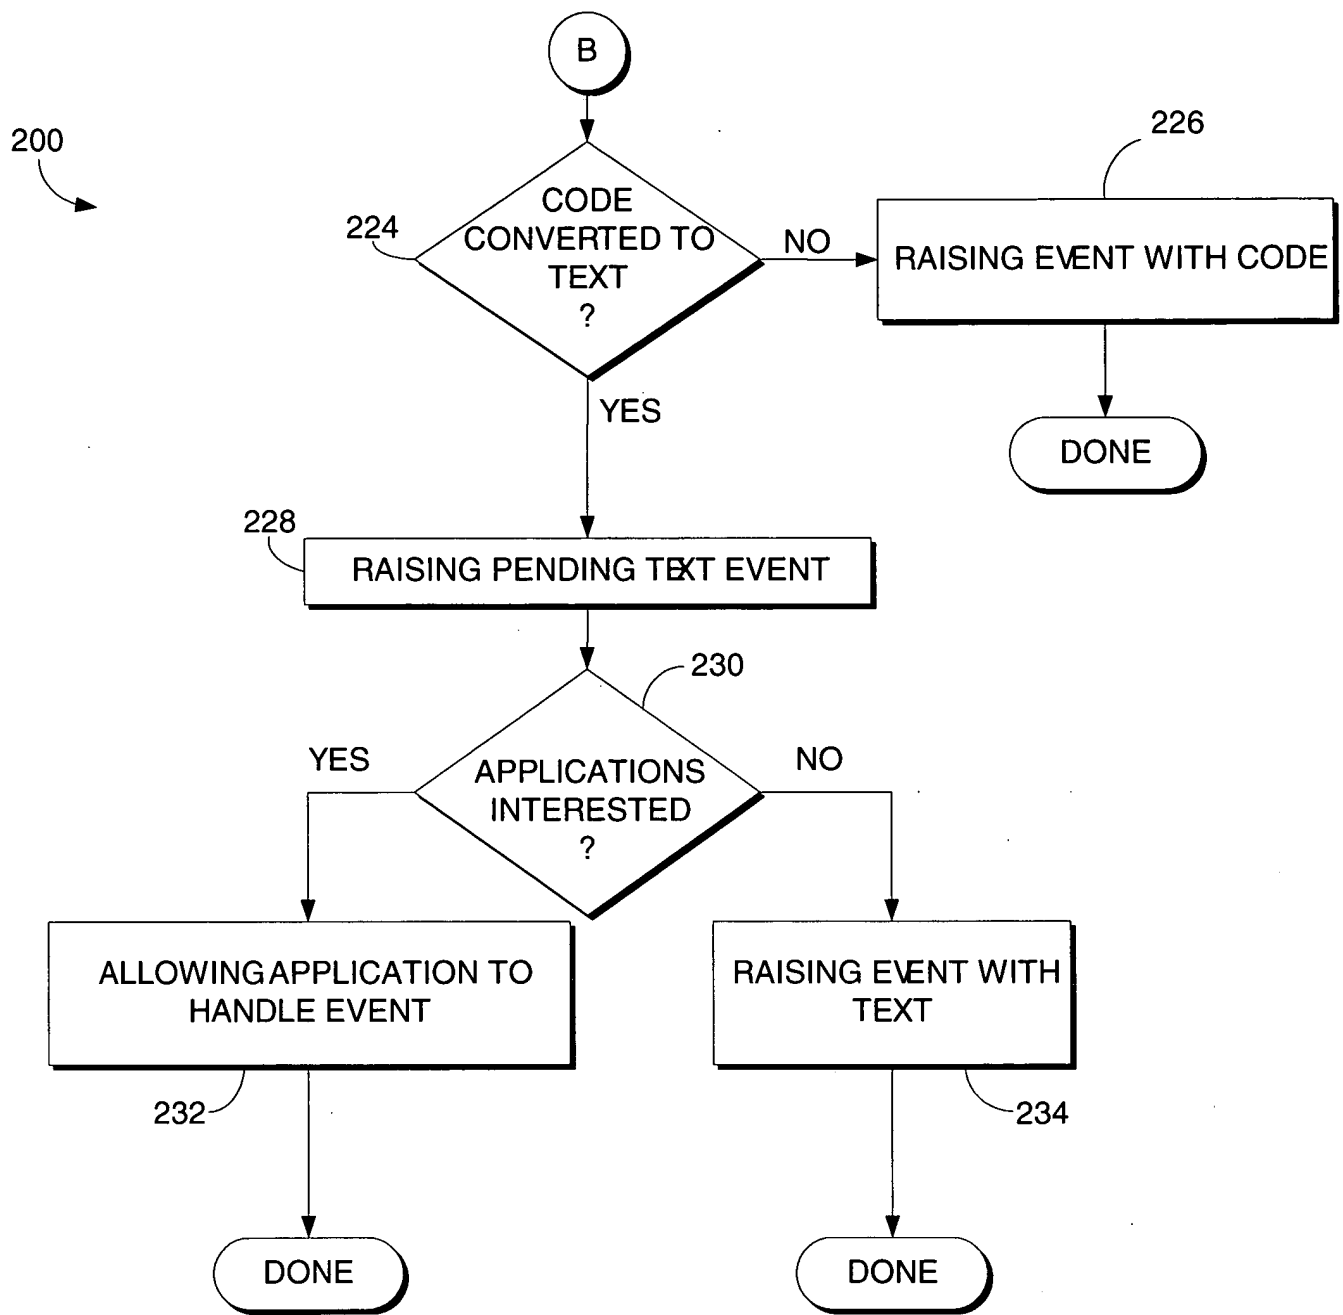 B
200
226
CODE
CONVERTED TO
TEXT
?
224
NO
RAISING EVENT WITH CODE
YES
DONE
228
RAISING PENDING TEXT EVENT
230
YES
NO
APPLICATIONS
INTERESTED
?
ALLOWING APPLICATION TO
HANDLE EVENT
RAISING EVENT WITH
TEXT
232
234
DONE
DONE